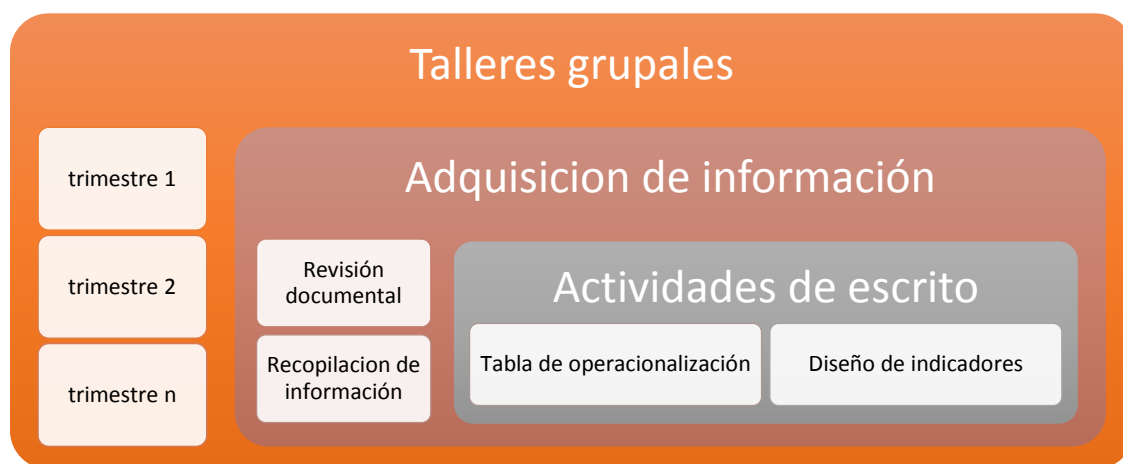 Talleres grupales
trimestre 1
trimestre 2
trimestre n
Adquisicion de información
Revisión
documental
Recopilacion de
información
Actividades de escrito
Tabla de operacionalización
Diseño de indicadores